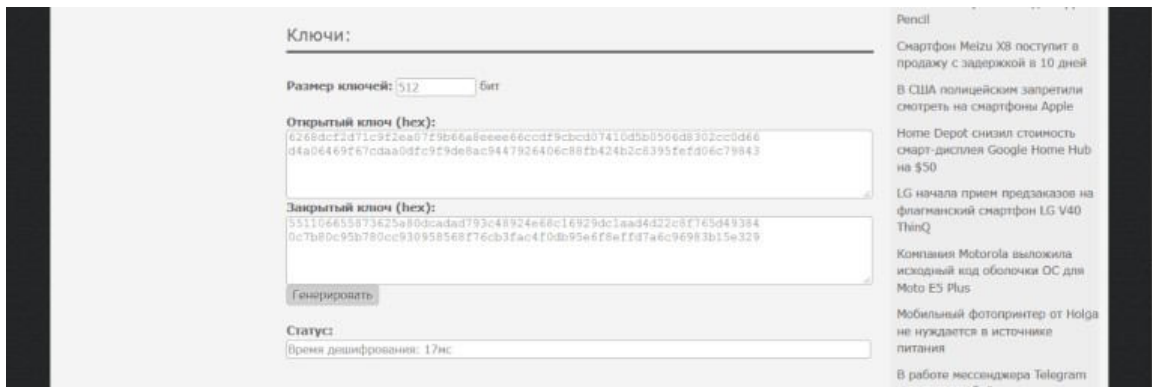 Ключи:
Размер ключей: 512 бит
Открытый ключ (hex):
6268dcf2d71c9f2ea07f9b66a8eeee66ccdf9cbcd07410d5b0506d8302cc0d66
d4a06469f67cdaa0dfc9f9de8ac9447926406c88fb424b2c6395fefd06c79843
Закрытый ключ (hex):
551106655873625a80dcadad793c48924e68c16929dc1aad4d22c8f765d49384
0c7b80c95b780cc930958568f76cb3fac4f0db95e6f8effd7a6c96983b15e329
Генерировать
Статус:
Время дешифрования: 17мс
Pencil
Смартфон Meizu X8 поступит в
продажу с задержкой в 10 дней
В США полицейским запретили
смотреть на смартфоны Apple
Home Depot снизил стоимость
смарт-дисплея Google Home Hub
на $50
LG начала прием предзаказов на
флагманский смартфон LG V40
ThinQ
Компания Motorola выложила
исходный код оболочки ОС для
Moto E5 Plus
Мобильный фотопринтер от Holga
не нуждается в источнике
питания
В работе мессенджера Telegram